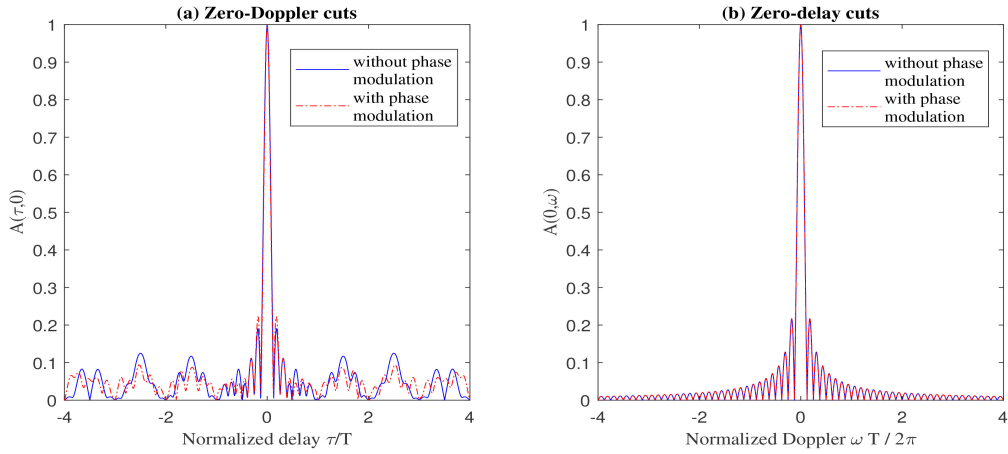 (a) Zero-Doppler cuts
1
0.9
0.8
0.7
0.6
0.5
0.4
0.3
0.2
0.1
0
A(τ,0)
without phase
modulation
with phase
modulation
-4
-2
0
2
4
Normalized delay τ/T
(b) Zero-delay cuts
1
0.9
0.8
0.7
0.6
0.5
0.4
0.3
0.2
0.1
0
A(0,ω)
without phase
modulation
with phase
modulation
-4
-2
0
2
4
Normalized Doppler ω T / 2π